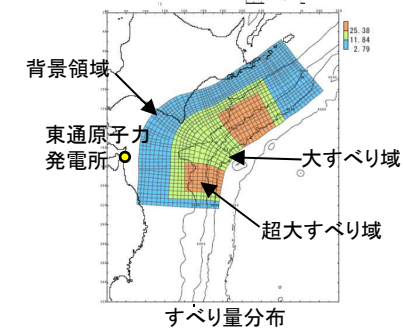 25.38
11.84
2.79
背景領域
東通原子力
発電所
大すべり域
超大すべり域
すべり量分布